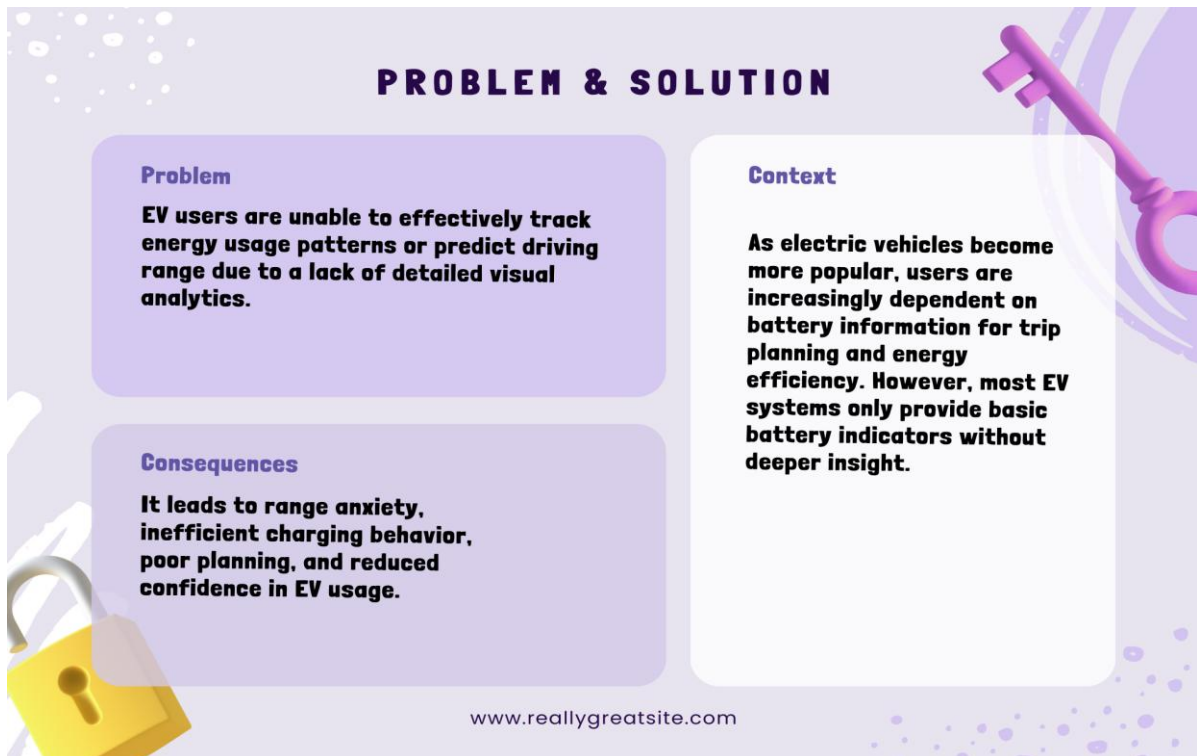 PROBLEM & SOLUTION
Problem
EV users are unable to effectively track
energy usage patterns or predict driving
range due to a lack of detailed visual
analytics.
Consequences
It leads to range anxiety,
inefficient charging behavior,
poor planning, and reduced
confidence in EV usage.
Context
As electric vehicles become
more popular, users are
increasingly dependent on
battery information for trip
planning and energy
efficiency. However, most EV
systems only provide basic
battery indicators without
deeper insight.
www.reallygreatsite.com